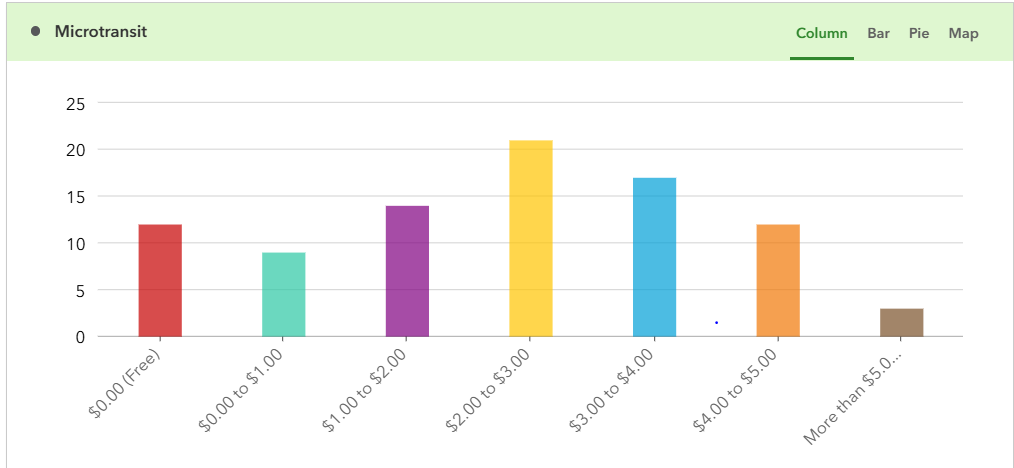 Microtransit
Column Bar Pie Map
25
20
15
10
5
0
$0.00 (Free)
$0.00 to $1.00
$1.00 to $2.00
$2.00 to $3.00
$3.00 to $4.00
$4.00 to $5.00
More than $5.0...